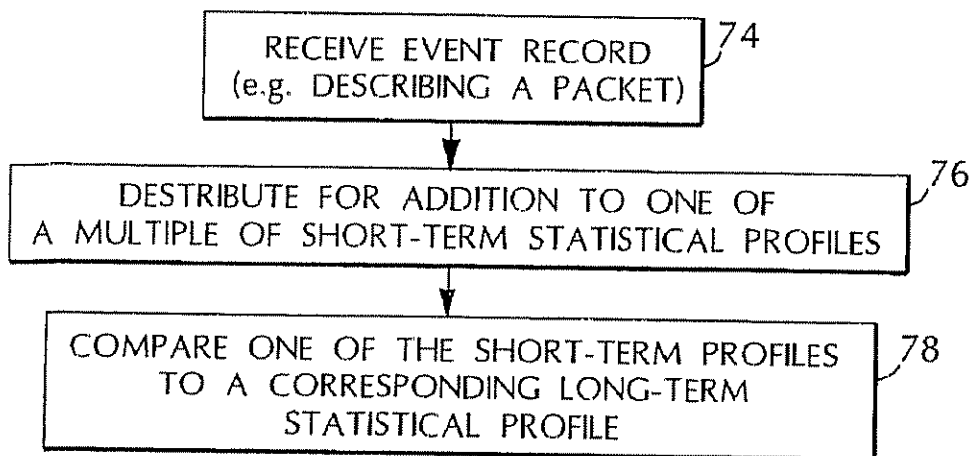 RECEIVE EVENT RECORD
(e.g. DESCRIBING A PACKET)
74
DESTRIBUTE FOR ADDITION TO ONE OF
A MULTIPLE OF SHORT-TERM STATISTICAL PROFILES
76
COMPARE ONE OF THE SHORT-TERM PROFILES
TO A CORRESPONDING LONG-TERM
STATISTICAL PROFILE
78